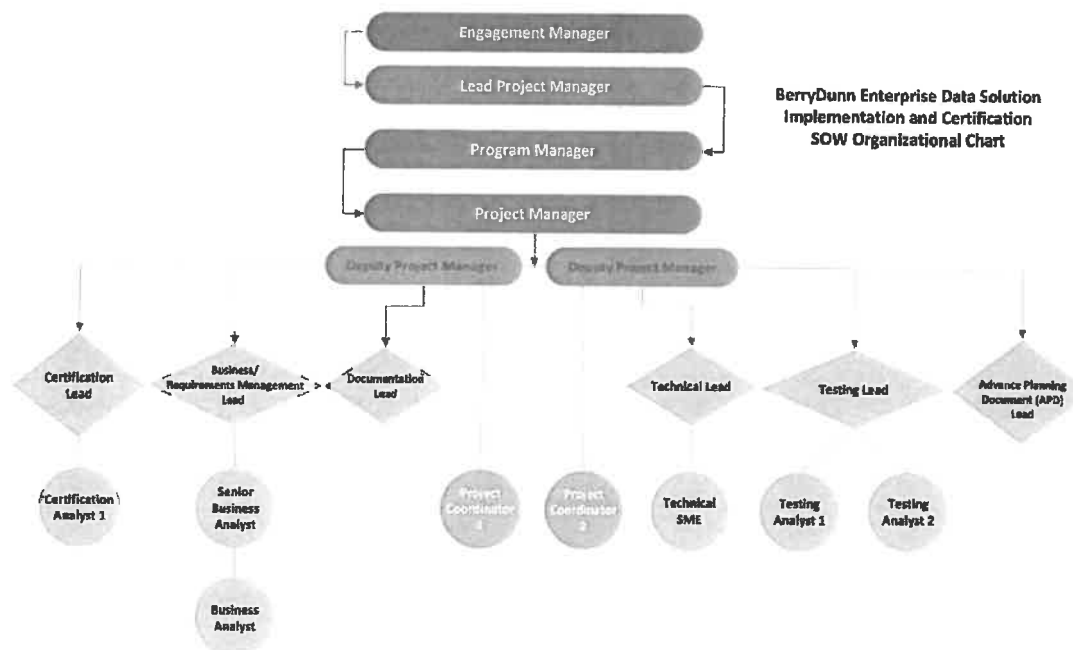 Engagement Manager
Lead Project Manager
BerryDunn Enterprise Data Solution
Implementation and Certification
SOW Organizational Chart
Program Manager
Project Manager
Deputy Project Manager
Deputy Project Manager
Certification
Lead
Business/
Requirements Management
Lead
Documentation
Lead
Technical Lead
Testing Lead
Advance Planning
Document (APD)
Lead
Certification
Analyst 1
Senior
Business
Analyst
Project
Coordinator
Project
Coordinator
2
Technical
SME
Testing
Analyst 1
Testing
Analyst 2
Business
Analyst